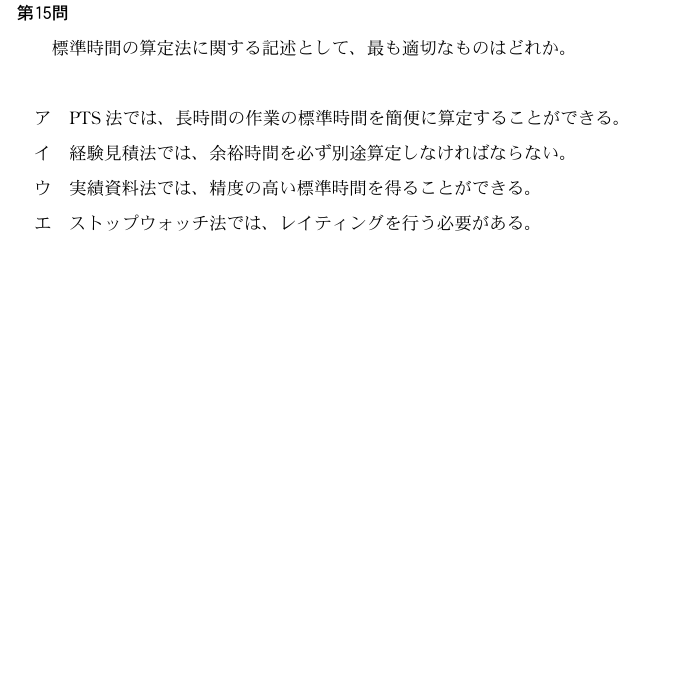 第15問
標準時間の算定法に関する記述として、最も適切なものはどれか。
ア　PTS 法では、長時間の作業の標準時間を簡便に算定することができる。
イ　経験見積法では、余裕時間を必ず別途算定しなければならない。
ウ　実績資料法では、精度の高い標準時間を得ることができる。
エ　ストップウォッチ法では、レイティングを行う必要がある。